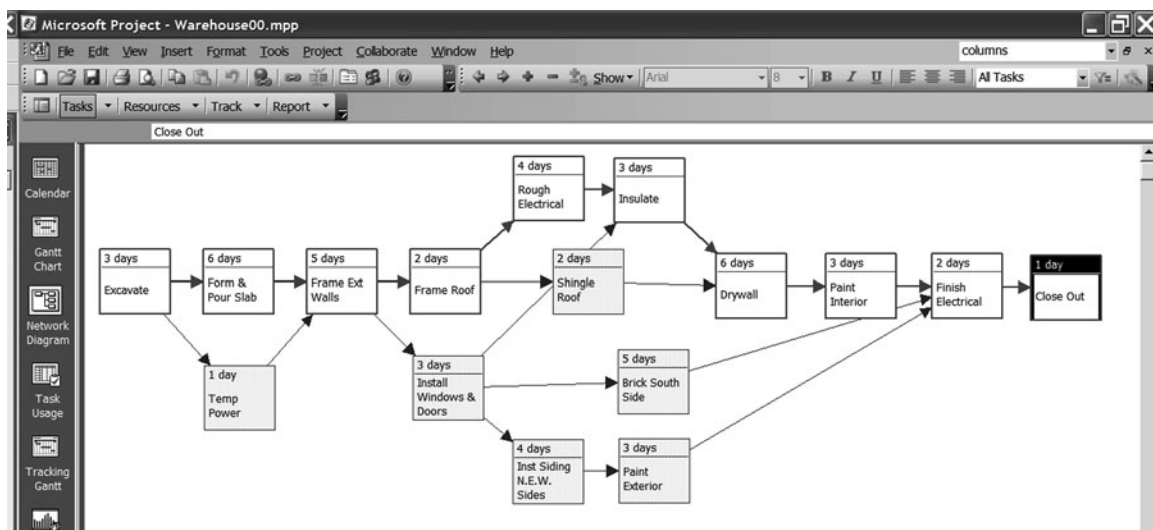 Microsoft Project - Warehouse00.mpp
File Edit View Insert Format Tools Project Collaborate Window Help
columns
Show
Arial
8
B I U
All Tasks
Tasks
Resources
Track
Report
Close Out
Calendar
Gantt
Chart
Network
Diagram
Task
Usage
Tracking
Gantt
4 days
Rough
Electrical
3 days
Insulate
3 days
Excavate
6 days
Form &
Pour Slab
5 days
Frame Ext
Walls
2 days
Frame Roof
2 days
Shingle
Roof
6 days
Drywall
3 days
Paint
Interior
2 days
Finish
Electrical
1 day
Close Out
1 day
Temp
Power
3 days
Install
Windows &
Doors
5 days
Brick South
Side
4 days
Inst Siding
N.E.W.
Sides
3 days
Paint
Exterior